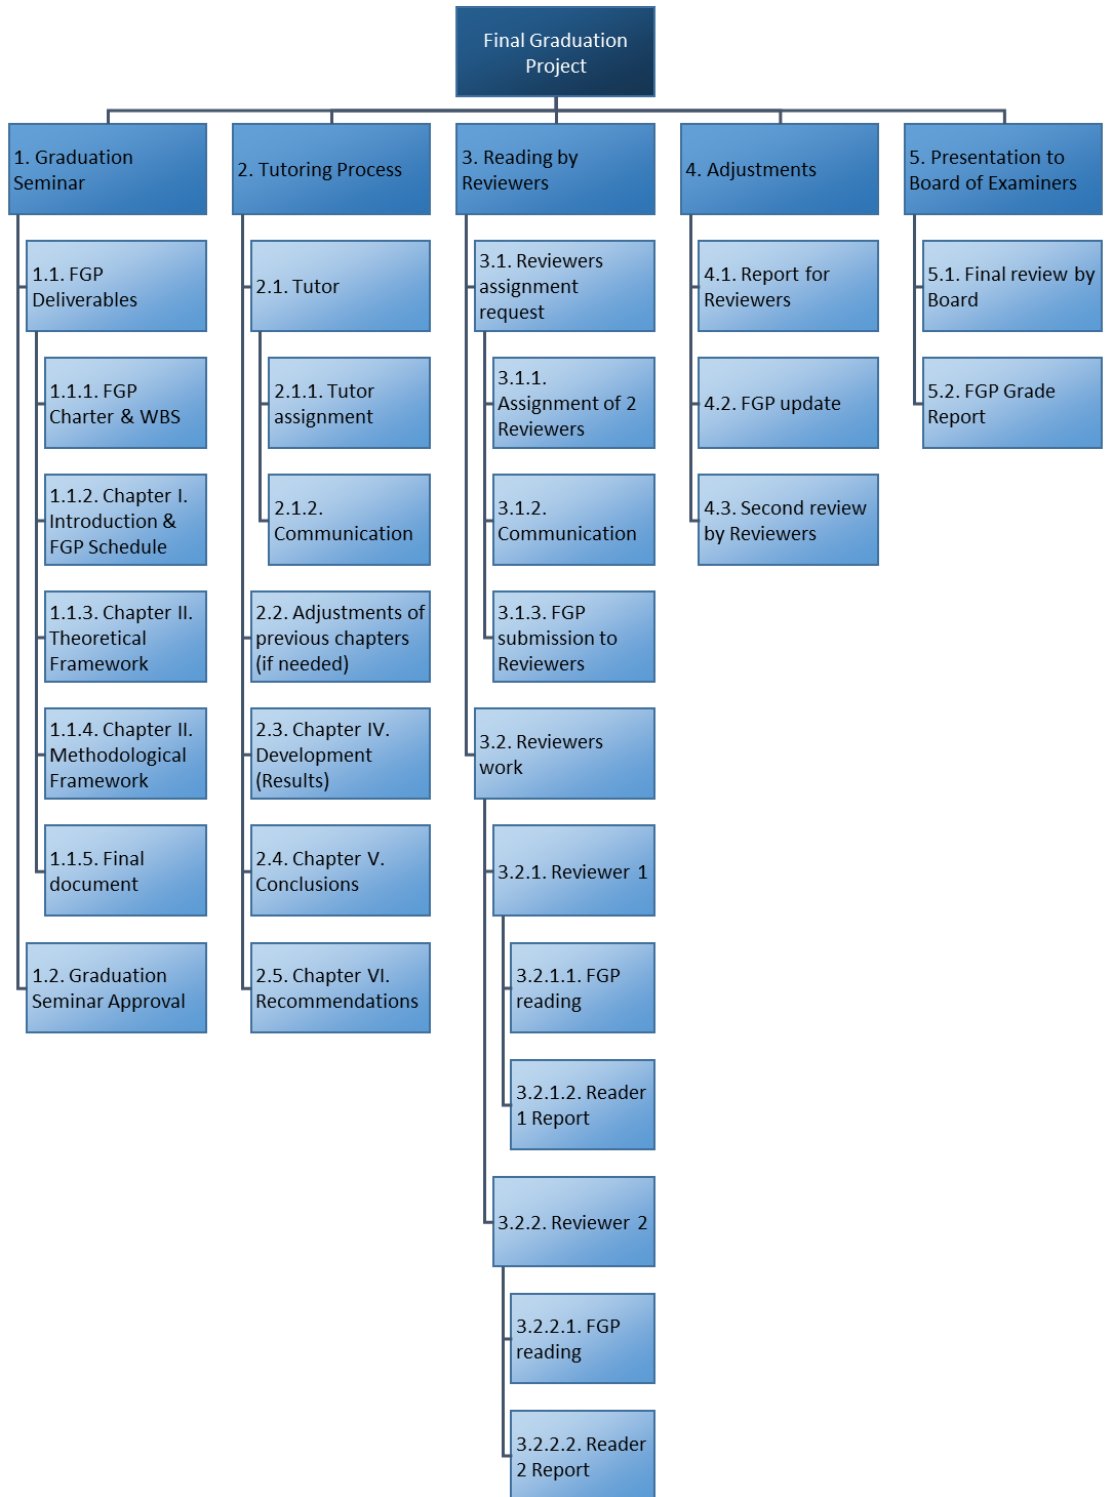 Final Graduation
Project
1. Graduation
Seminar
1.1. FGP
Deliverables
1.1.1. FGP
Charter & WBS
1.1.2. Chapter I.
Introduction &
FGP Schedule
1.1.3. Chapter II.
Theoretical
Framework
1.1.4. Chapter II.
Methodological
Framework
1.1.5. Final
document
1.2. Graduation
Seminar Approval
2. Tutoring Process
2.1. Tutor
2.1.1. Tutor
assignment
2.1.2.
Communication
2.2. Adjustments of
previous chapters
(if needed)
2.3. Chapter IV.
Development
(Results)
2.4. Chapter V.
Conclusions
2.5. Chapter VI.
Recommendations
3. Reading by
Reviewers
3.1. Reviewers
assignment
request
3.1.1.
Assignment of 2
Reviewers
3.1.2.
Communication
3.1.3. FGP
submission to
Reviewers
3.2. Reviewers
work
3.2.1. Reviewer 1
3.2.1.1. FGP
reading
3.2.1.2. Reader
1 Report
3.2.2. Reviewer 2
3.2.2.1. FGP
reading
3.2.2.2. Reader
2 Report
4. Adjustments
4.1. Report for
Reviewers
4.2. FGP update
4.3. Second review
by Reviewers
5. Presentation to
Board of Examiners
5.1. Final review by
Board
5.2. FGP Grade
Report